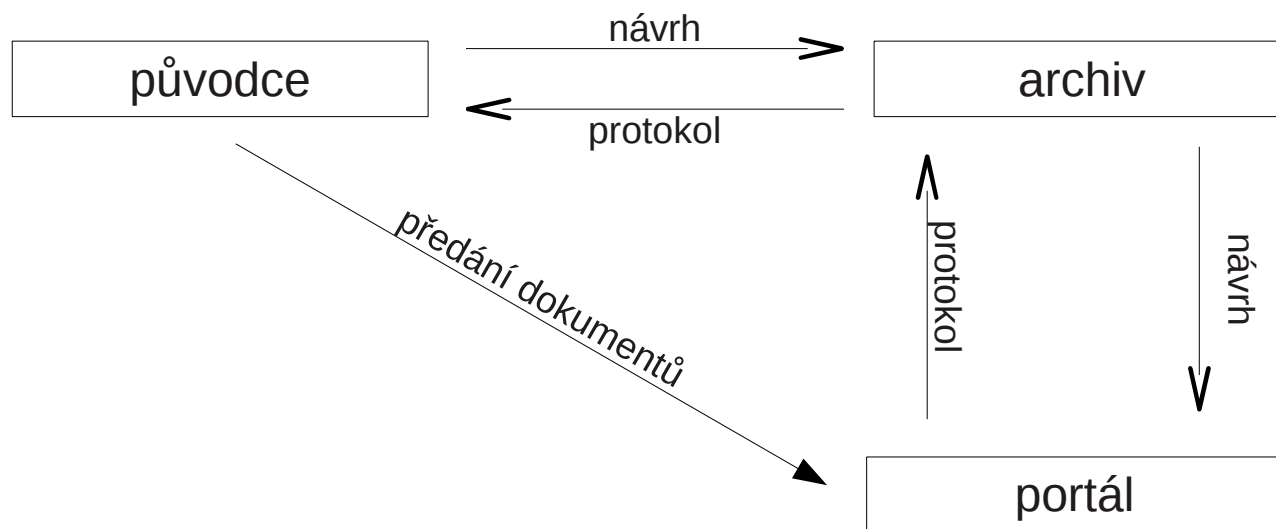 návrh
původce
archiv
protokol
předání dokumentů
protokol
návrh
portál